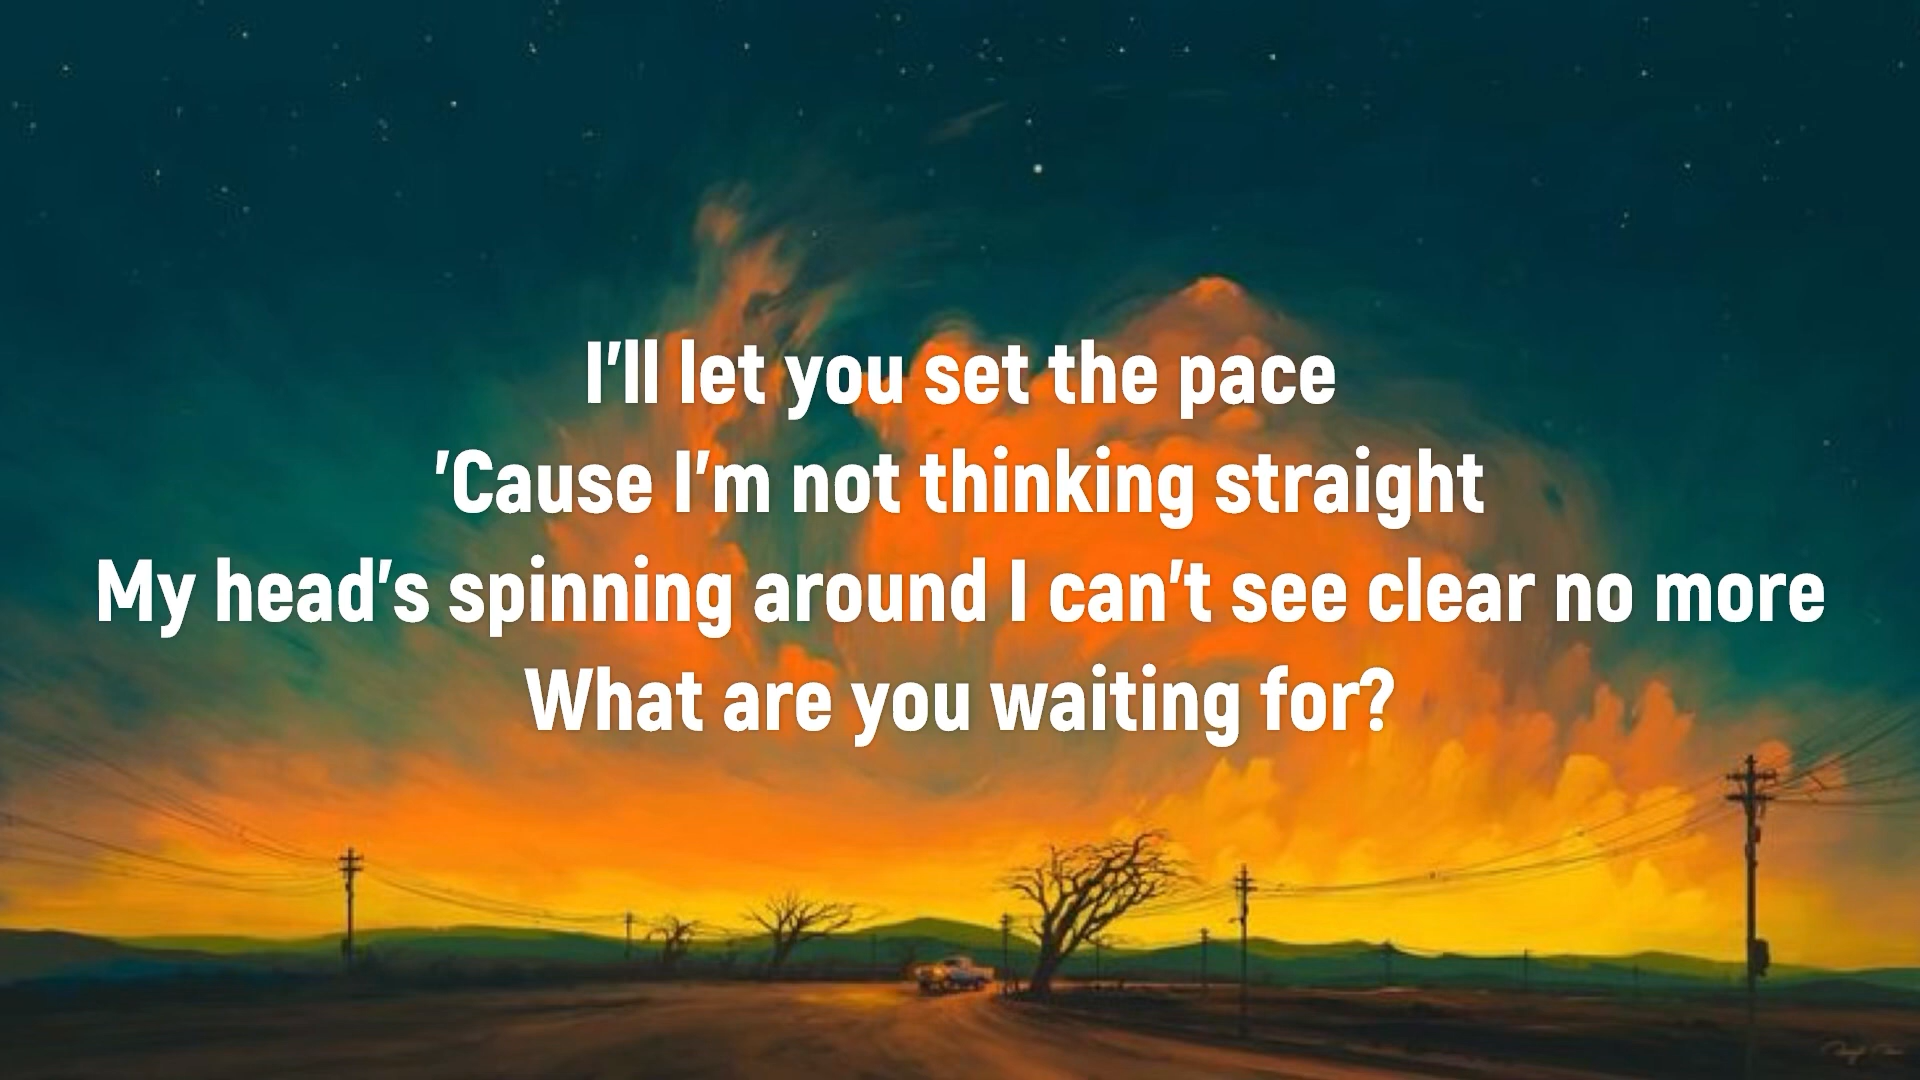 I'll let you set the pace
'Cause I'm not thinking straight
My head's spinning around I can't see clear no more
What are you waiting for?